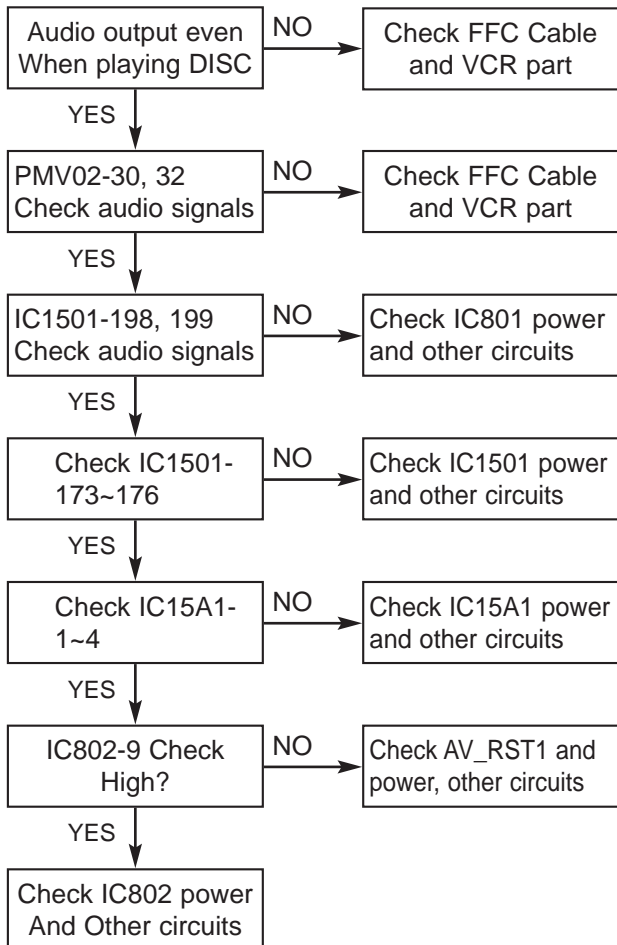 Audio output even
When playing DISC
NO
Check FFC Cable
and VCR part
YES
PMV02-30, 32
Check audio signals
NO
Check FFC Cable
and VCR part
YES
IC1501-198, 199
Check audio signals
NO
Check IC801 power
and other circuits
YES
Check IC1501-
173~176
NO
Check IC1501 power
and other circuits
YES
Check IC15A1-
1~4
NO
Check IC15A1 power
and other circuits
YES
IC802-9 Check
High?
NO
Check AV_RST1 and
power, other circuits
YES
Check IC802 power
And Other circuits